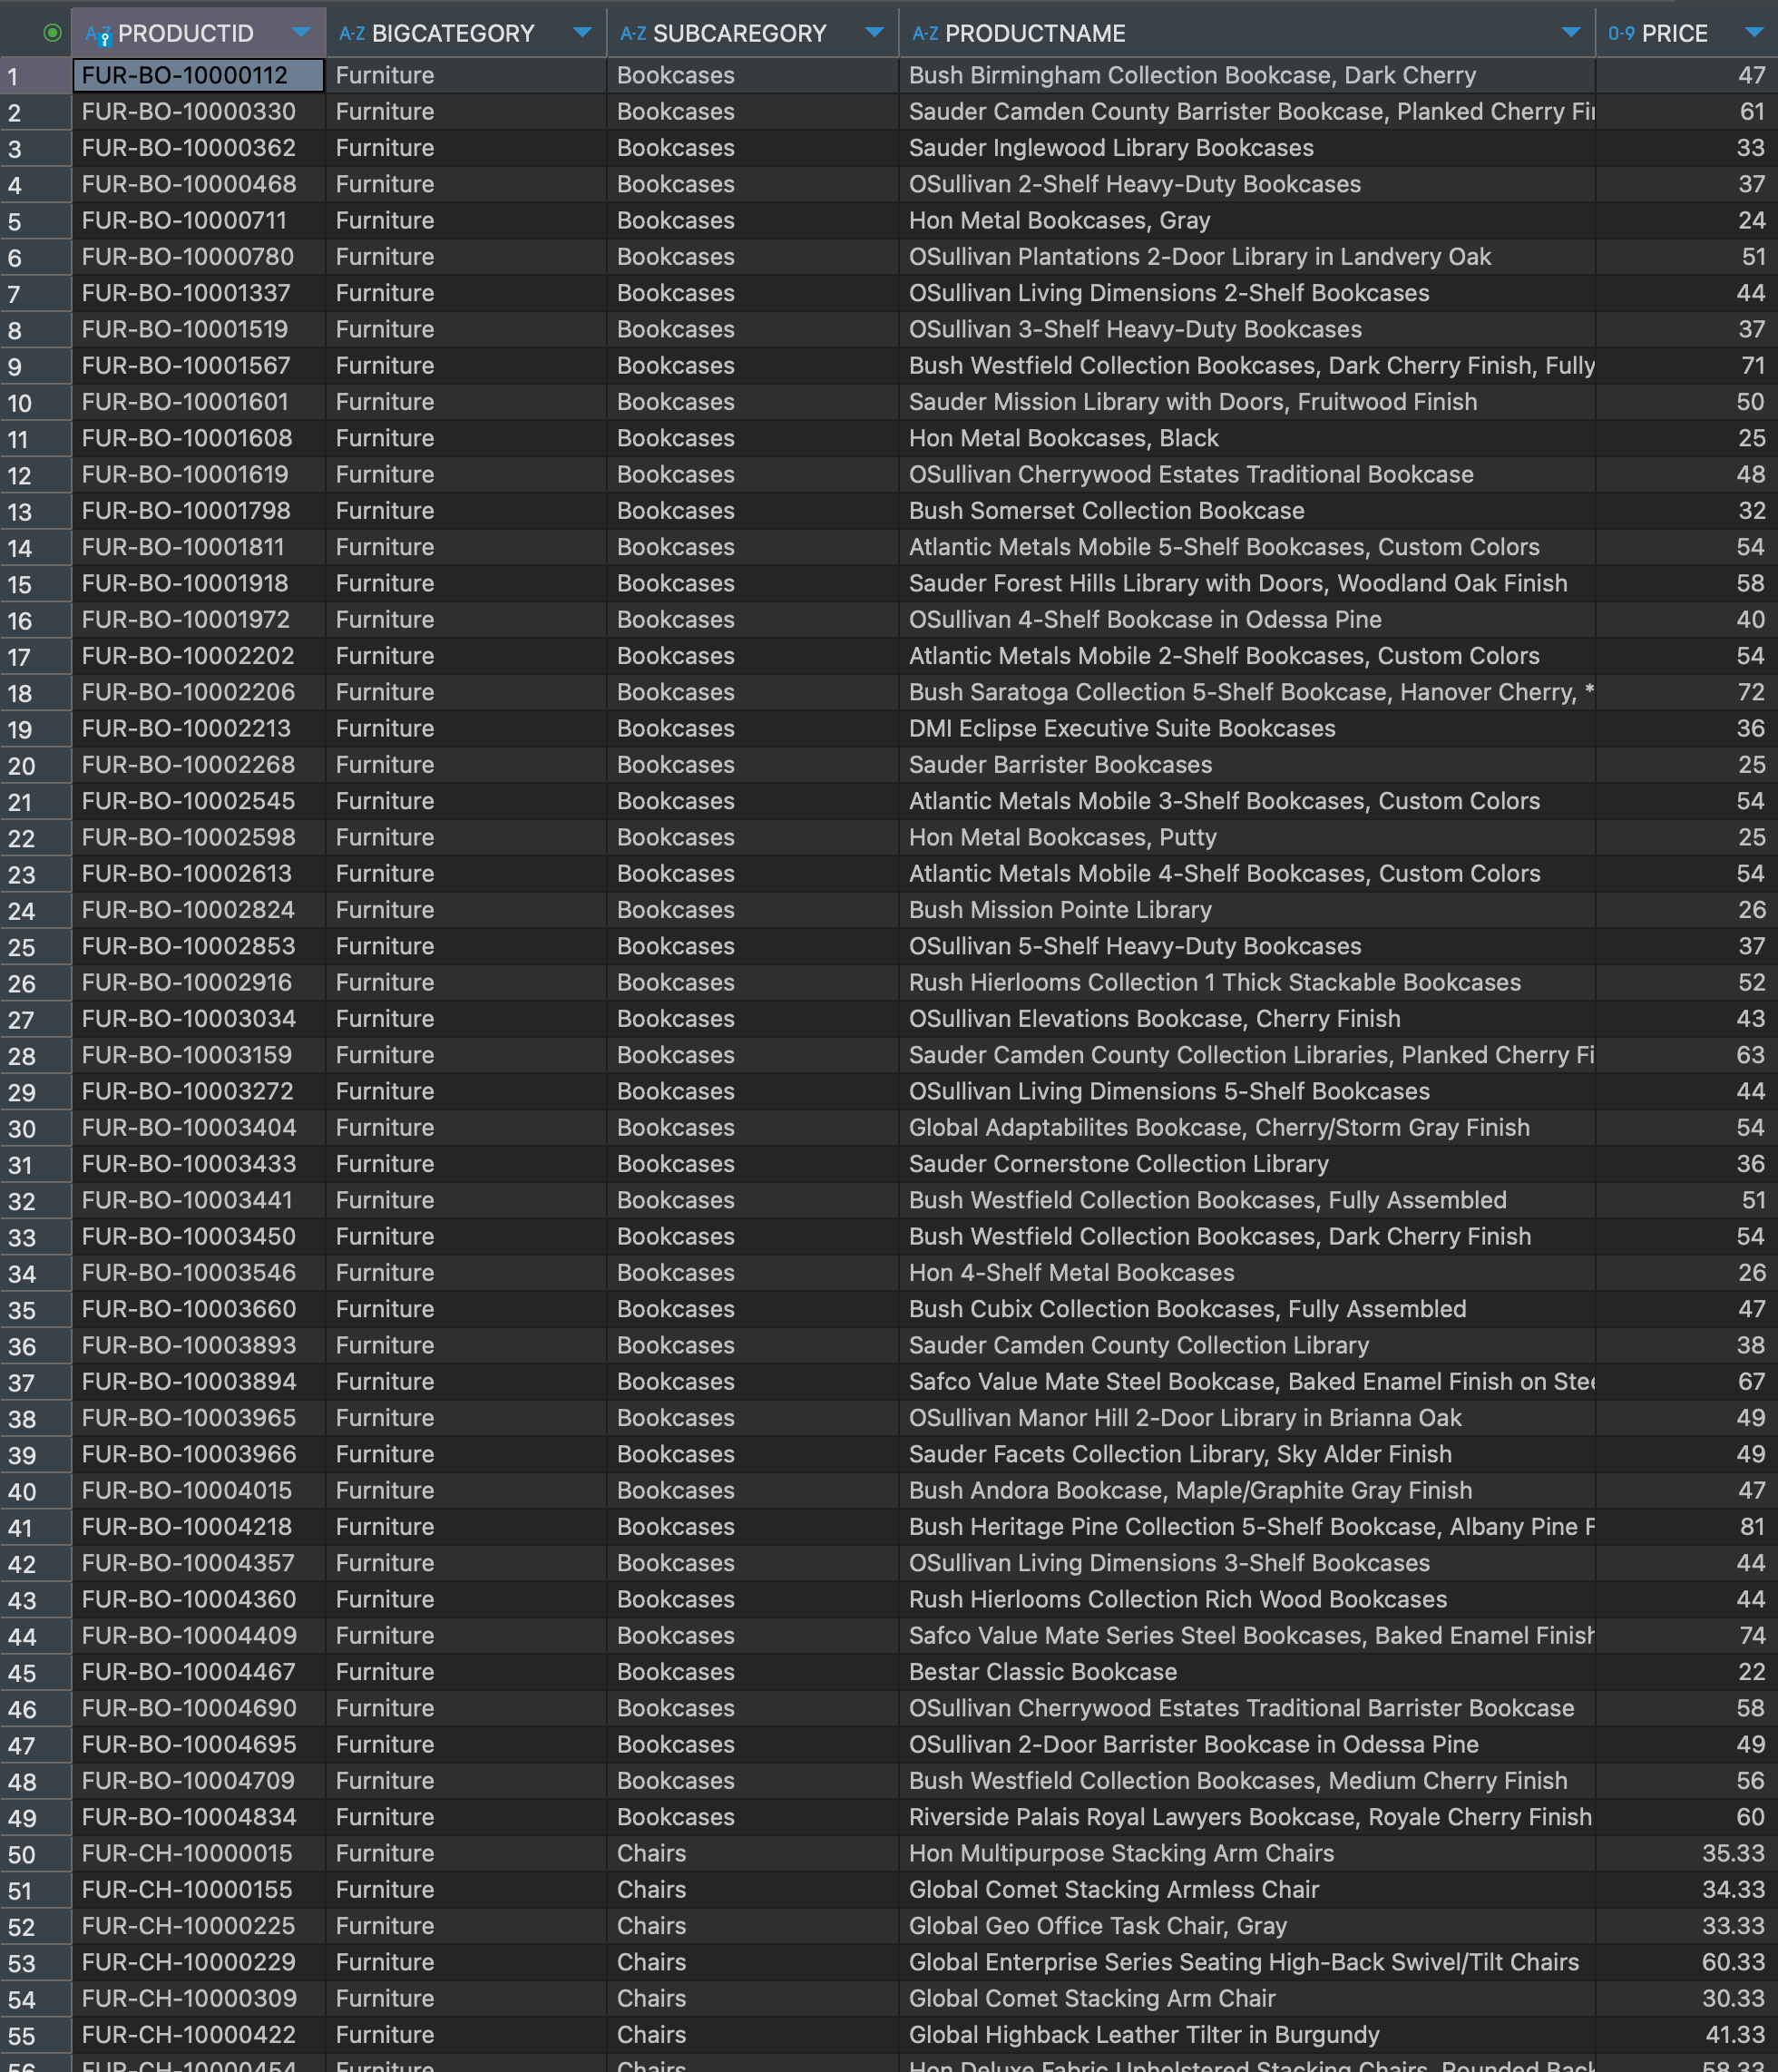 A-Z PRODUCTID A-Z BIGCATEGORY A-Z SUBCAREGORY A-Z PRODUCTNAME 0-9 PRICE
1 FUR-BO-10000112 Furniture Bookcases Bush Birmingham Collection Bookcase, Dark Cherry 47
2 FUR-BO-10000330 Furniture Bookcases Sauder Camden County Barrister Bookcase, Planked Cherry Fi 61
3 FUR-BO-10000362 Furniture Bookcases Sauder Inglewood Library Bookcases 33
4 FUR-BO-10000468 Furniture Bookcases OSullivan 2-Shelf Heavy-Duty Bookcases 37
5 FUR-BO-10000711 Furniture Bookcases Hon Metal Bookcases, Gray 24
6 FUR-BO-10000780 Furniture Bookcases OSullivan Plantations 2-Door Library in Landvery Oak 51
7 FUR-BO-10001337 Furniture Bookcases OSullivan Living Dimensions 2-Shelf Bookcases 44
8 FUR-BO-10001519 Furniture Bookcases OSullivan 3-Shelf Heavy-Duty Bookcases 37
9 FUR-BO-10001567 Furniture Bookcases Bush Westfield Collection Bookcases, Dark Cherry Finish, Fully 71
10 FUR-BO-10001601 Furniture Bookcases Sauder Mission Library with Doors, Fruitwood Finish 50
11 FUR-BO-10001608 Furniture Bookcases Hon Metal Bookcases, Black 25
12 FUR-BO-10001619 Furniture Bookcases OSullivan Cherrywood Estates Traditional Bookcase 48
13 FUR-BO-10001798 Furniture Bookcases Bush Somerset Collection Bookcase 32
14 FUR-BO-10001811 Furniture Bookcases Atlantic Metals Mobile 5-Shelf Bookcases, Custom Colors 54
15 FUR-BO-10001918 Furniture Bookcases Sauder Forest Hills Library with Doors, Woodland Oak Finish 58
16 FUR-BO-10001972 Furniture Bookcases OSullivan 4-Shelf Bookcase in Odessa Pine 40
17 FUR-BO-10002202 Furniture Bookcases Atlantic Metals Mobile 2-Shelf Bookcases, Custom Colors 54
18 FUR-BO-10002206 Furniture Bookcases Bush Saratoga Collection 5-Shelf Bookcase, Hanover Cherry, * 72
19 FUR-BO-10002213 Furniture Bookcases DMI Eclipse Executive Suite Bookcases 36
20 FUR-BO-10002268 Furniture Bookcases Sauder Barrister Bookcases 25
21 FUR-BO-10002545 Furniture Bookcases Atlantic Metals Mobile 3-Shelf Bookcases, Custom Colors 54
22 FUR-BO-10002598 Furniture Bookcases Hon Metal Bookcases, Putty 25
23 FUR-BO-10002613 Furniture Bookcases Atlantic Metals Mobile 4-Shelf Bookcases, Custom Colors 54
24 FUR-BO-10002824 Furniture Bookcases Bush Mission Pointe Library 26
25 FUR-BO-10002853 Furniture Bookcases OSullivan 5-Shelf Heavy-Duty Bookcases 37
26 FUR-BO-10002916 Furniture Bookcases Rush Hierlooms Collection 1 Thick Stackable Bookcases 52
27 FUR-BO-10003034 Furniture Bookcases OSullivan Elevations Bookcase, Cherry Finish 43
28 FUR-BO-10003159 Furniture Bookcases Sauder Camden County Collection Libraries, Planked Cherry Fi 63
29 FUR-BO-10003272 Furniture Bookcases OSullivan Living Dimensions 5-Shelf Bookcases 44
30 FUR-BO-10003404 Furniture Bookcases Global Adaptabilites Bookcase, Cherry/Storm Gray Finish 54
31 FUR-BO-10003433 Furniture Bookcases Sauder Cornerstone Collection Library 36
32 FUR-BO-10003441 Furniture Bookcases Bush Westfield Collection Bookcases, Fully Assembled 51
33 FUR-BO-10003450 Furniture Bookcases Bush Westfield Collection Bookcases, Dark Cherry Finish 54
34 FUR-BO-10003546 Furniture Bookcases Hon 4-Shelf Metal Bookcases 26
35 FUR-BO-10003660 Furniture Bookcases Bush Cubix Collection Bookcases, Fully Assembled 47
36 FUR-BO-10003893 Furniture Bookcases Sauder Camden County Collection Library 38
37 FUR-BO-10003894 Furniture Bookcases Safco Value Mate Steel Bookcase, Baked Enamel Finish on Stee 67
38 FUR-BO-10003965 Furniture Bookcases OSullivan Manor Hill 2-Door Library in Brianna Oak 49
39 FUR-BO-10003966 Furniture Bookcases Sauder Facets Collection Library, Sky Alder Finish 49
40 FUR-BO-10004015 Furniture Bookcases Bush Andora Bookcase, Maple/Graphite Gray Finish 47
41 FUR-BO-10004218 Furniture Bookcases Bush Heritage Pine Collection 5-Shelf Bookcase, Albany Pine F 81
42 FUR-BO-10004357 Furniture Bookcases OSullivan Living Dimensions 3-Shelf Bookcases 44
43 FUR-BO-10004360 Furniture Bookcases Rush Hierlooms Collection Rich Wood Bookcases 44
44 FUR-BO-10004409 Furniture Bookcases Safco Value Mate Series Steel Bookcases, Baked Enamel Finish 74
45 FUR-BO-10004467 Furniture Bookcases Bestar Classic Bookcase 22
46 FUR-BO-10004690 Furniture Bookcases OSullivan Cherrywood Estates Traditional Barrister Bookcase 58
47 FUR-BO-10004695 Furniture Bookcases OSullivan 2-Door Barrister Bookcase in Odessa Pine 49
48 FUR-BO-10004709 Furniture Bookcases Bush Westfield Collection Bookcases, Medium Cherry Finish 56
49 FUR-BO-10004834 Furniture Bookcases Riverside Palais Royal Lawyers Bookcase, Royale Cherry Finish 60
50 FUR-CH-10000015 Furniture Chairs Hon Multipurpose Stacking Arm Chairs 35.33
51 FUR-CH-10000155 Furniture Chairs Global Comet Stacking Armless Chair 34.33
52 FUR-CH-10000225 Furniture Chairs Global Geo Office Task Chair, Gray 33.33
53 FUR-CH-10000229 Furniture Chairs Global Enterprise Series Seating High-Back Swivel/Tilt Chairs 60.33
54 FUR-CH-10000309 Furniture Chairs Global Comet Stacking Arm Chair 30.33
55 FUR-CH-10000422 Furniture Chairs Global Highback Leather Tilter in Burgundy 41.33
56 FUR-CH-10000454 Furniture Chairs Hon Deluxe Fabric Upholstered Stacking Chairs, Rounded Back 58.33